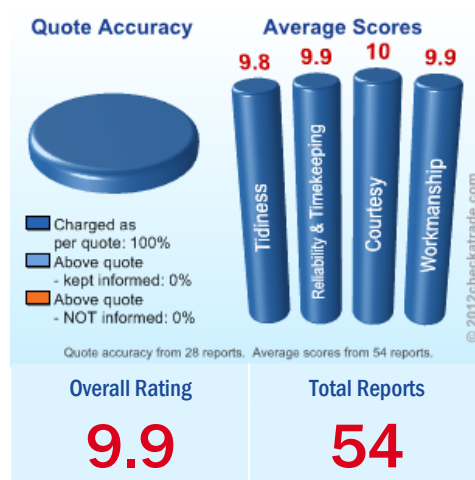 Quote Accuracy
Average Scores
9.8
9.9
10
9.9
Tidiness
Reliability & Timekeeping
Courtesy
Workmanship
Charged as
per quote: 100%
Above quote
- kept informed: 0%
Above quote
- NOT informed: 0%
© 2012checkatrade.com
Quote accuracy from 28 reports. Average scores from 54 reports.
Overall Rating
Total Reports
9.9
54